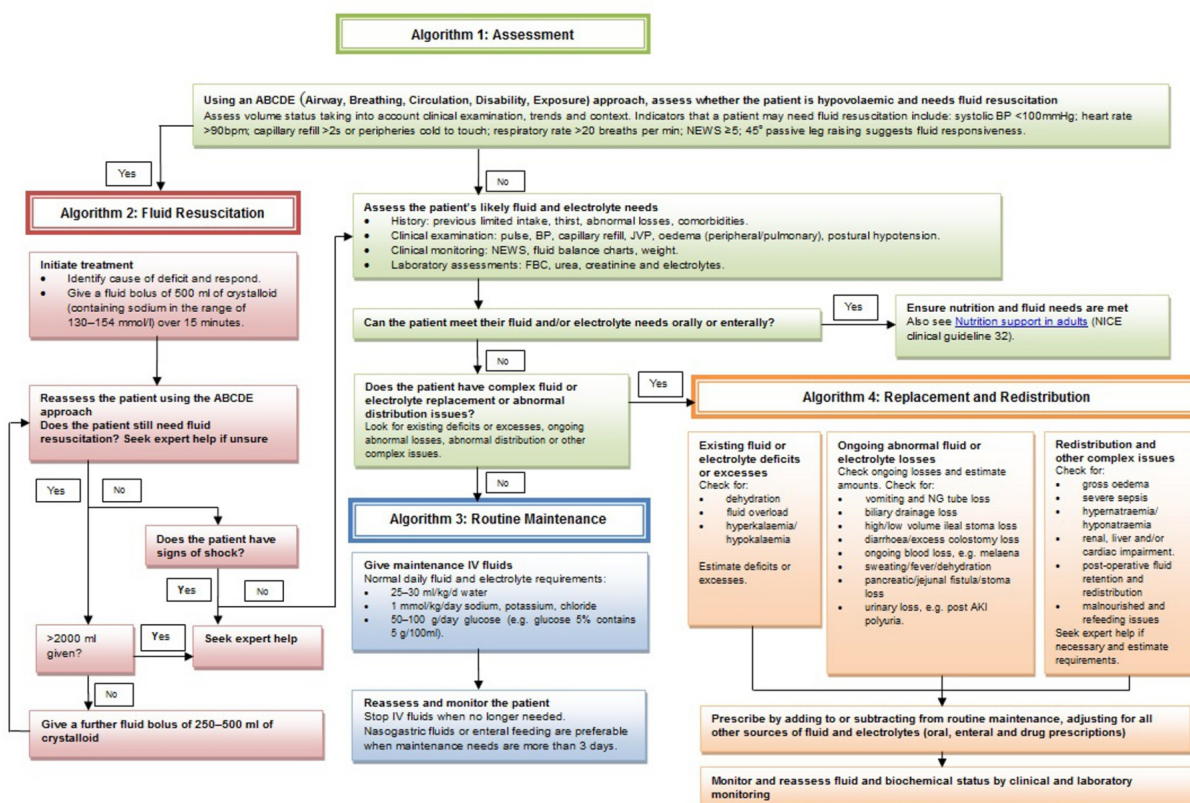 Algorithm 1: Assessment
Using an ABCDE (Airway, Breathing, Circulation, Disability, Exposure) approach, assess whether the patient is hypovolaemic and needs fluid resuscitation
Assess volume status taking into account clinical examination, trends and context. Indicators that a patient may need fluid resuscitation include: systolic BP <100mmHg; heart rate
>90bpm; capillary refill >2s or peripheries cold to touch; respiratory rate >20 breaths per min; NEWS ≥5; 45° passive leg raising suggests fluid responsiveness.
Yes
No
Algorithm 2: Fluid Resuscitation
Initiate treatment
• Identify cause of deficit and respond.
• Give a fluid bolus of 500 ml of crystalloid
(containing sodium in the range of
130–154 mmol/l) over 15 minutes.
Reassess the patient using the ABCDE
approach
Does the patient still need fluid
resuscitation? Seek expert help if unsure
Yes
No
Does the patient have
signs of shock?
Yes
No
>2000 ml
given?
Yes
Seek expert help
No
Give a further fluid bolus of 250–500 ml of
crystalloid
Assess the patient's likely fluid and electrolyte needs
• History: previous limited intake, thirst, abnormal losses, comorbidities.
• Clinical examination: pulse, BP, capillary refill, JVP, oedema (peripheral/pulmonary), postural hypotension.
• Clinical monitoring: NEWS, fluid balance charts, weight.
• Laboratory assessments: FBC, urea, creatinine and electrolytes.
Can the patient meet their fluid and/or electrolyte needs orally or enterally?
Yes
Ensure nutrition and fluid needs are met
Also see Nutrition support in adults (NICE
clinical guideline 32).
No
Does the patient have complex fluid or
electrolyte replacement or abnormal
distribution issues?
Look for existing deficits or excesses, ongoing
abnormal losses, abnormal distribution or other
complex issues.
Yes
No
Algorithm 3: Routine Maintenance
Give maintenance IV fluids
Normal daily fluid and electrolyte requirements:
• 25–30 ml/kg/d water
• 1 mmol/kg/day sodium, potassium, chloride
• 50–100 g/day glucose (e.g. glucose 5% contains
5 g/100ml).
Reassess and monitor the patient
Stop IV fluids when no longer needed.
Nasogastric fluids or enteral feeding are preferable
when maintenance needs are more than 3 days.
Algorithm 4: Replacement and Redistribution
Existing fluid or
electrolyte deficits
or excesses
Check for:
• dehydration
• fluid overload
• hyperkalaemia/
hypokalaemia
Estimate deficits or
excesses.
Ongoing abnormal fluid or
electrolyte losses
Check ongoing losses and estimate
amounts. Check for:
• vomiting and NG tube loss
• biliary drainage loss
• high/low volume ileal stoma loss
• diarrhoea/excess colostomy loss
• ongoing blood loss, e.g. melaena
• sweating/fever/dehydration
• pancreatic/jejunal fistula/stoma
loss
• urinary loss, e.g. post AKI
polyuria.
Redistribution and
other complex issues
Check for:
• gross oedema
• severe sepsis
• hypernatraemia/
hyponatraemia
• renal, liver and/or
cardiac impairment.
• post-operative fluid
retention and
redistribution
• malnourished and
refeeding issues
Seek expert help if
necessary and estimate
requirements.
Prescribe by adding to or subtracting from routine maintenance, adjusting for all
other sources of fluid and electrolytes (oral, enteral and drug prescriptions)
Monitor and reassess fluid and biochemical status by clinical and laboratory
monitoring